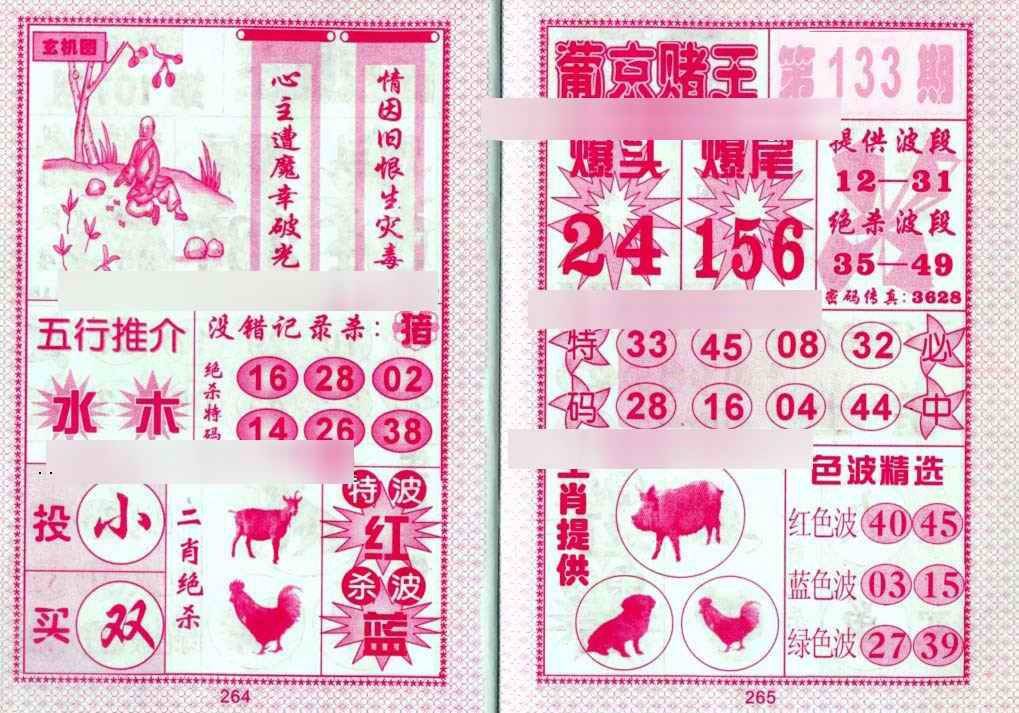 玄机图
情因旧恨生灾毒
心主遭魔幸破光
五行推介
水 木
没错记录杀：猪
绝杀特码
16 28 02
14 26 38
投 小
买 双
二肖绝杀
特波
红
杀波
蓝
264
葡京赌王 第133期
爆头
24
爆尾
156
提供波段
12—31
绝杀波段
35—49
密码传真：3628
特码
33 45 08 32
28 16 04 44
必中
肖提供
色波精选
红色波 40 45
蓝色波 03 15
绿色波 27 39
265